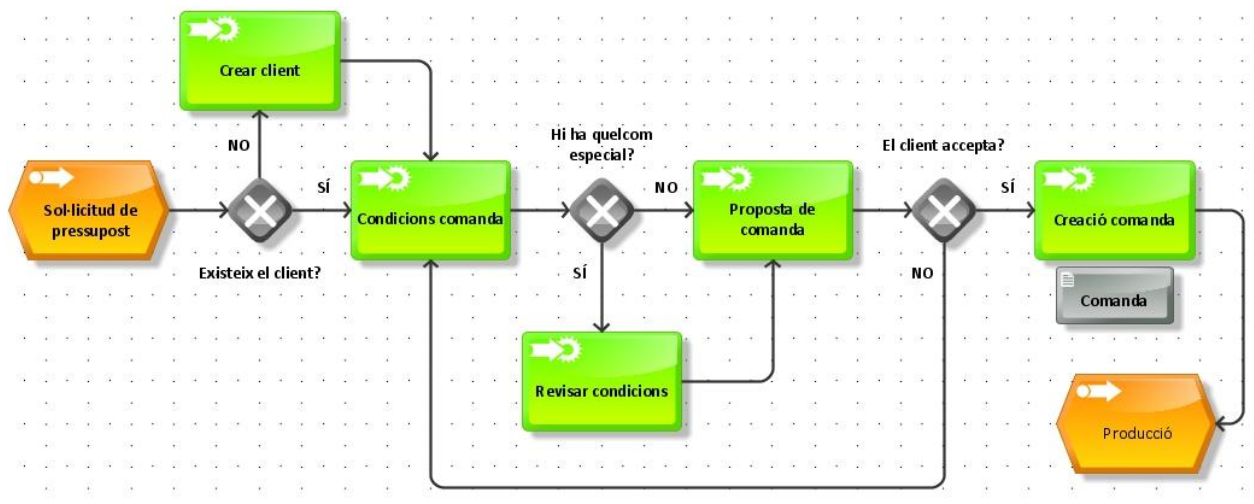 Crear client
NO
Sol·licitud de
pressupost
Existeix el client?
SÍ
Condicions comanda
Hi ha quelcom
especial?
NO
SÍ
Revisar condicions
Proposta de
comanda
El client accepta?
SÍ
NO
Creació comanda
Comanda
Producció